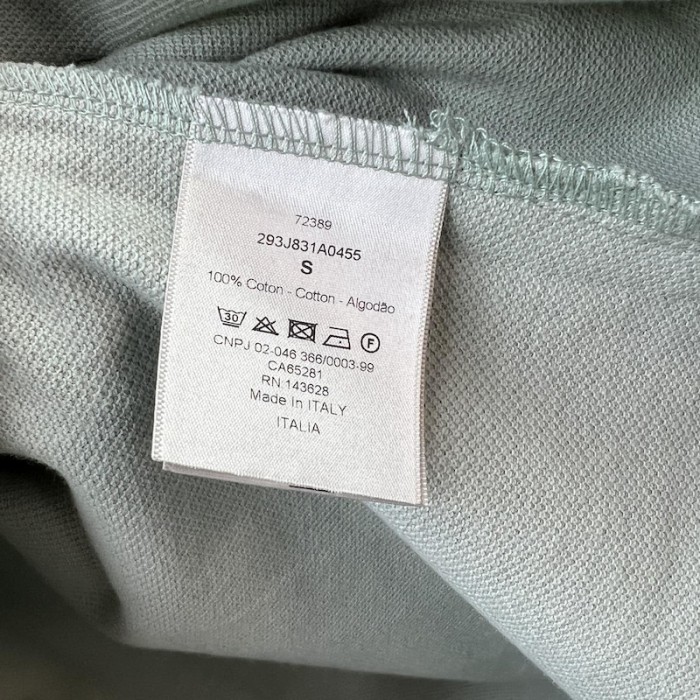 72389
293J831A0455
S
100% Coton - Cotton - Algodão
30 F
CNPJ 02-046 366/0003-99
CA65281
RN 143628
Made In ITALY
ITALIA